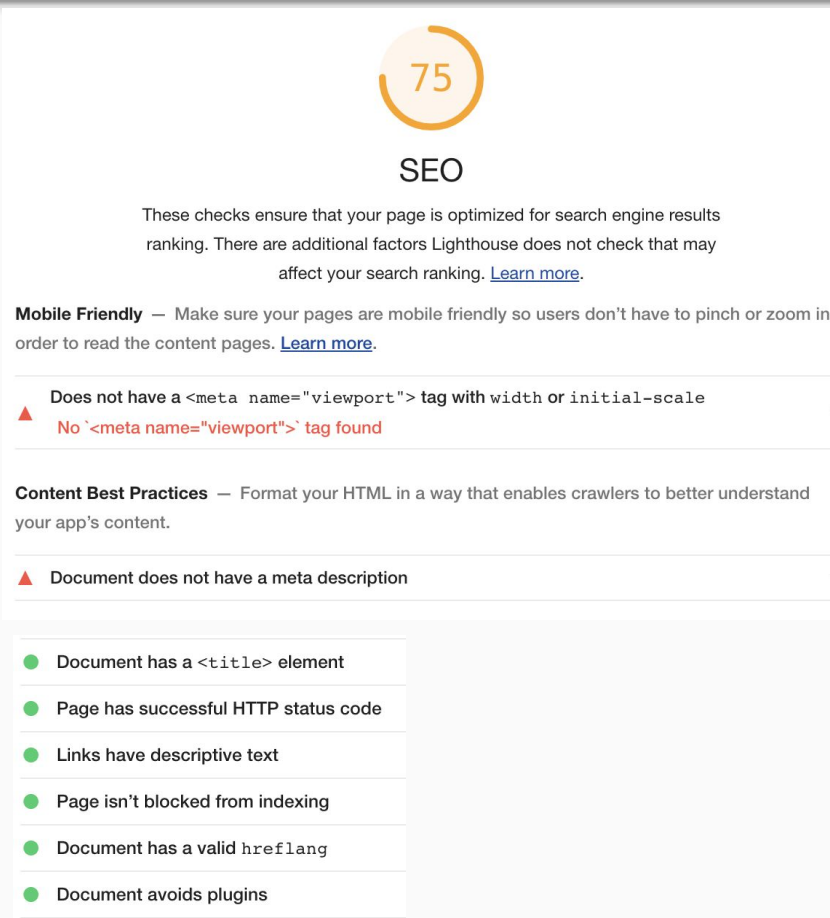 75
SEO
These checks ensure that your page is optimized for search engine results
ranking. There are additional factors Lighthouse does not check that may
affect your search ranking. Learn more.
Mobile Friendly — Make sure your pages are mobile friendly so users don’t have to pinch or zoom in
order to read the content pages. Learn more.
Does not have a <meta name="viewport"> tag with width or initial-scale
No `<meta name="viewport">` tag found
Content Best Practices — Format your HTML in a way that enables crawlers to better understand
your app’s content.
Document does not have a meta description
Document has a <title> element
Page has successful HTTP status code
Links have descriptive text
Page isn’t blocked from indexing
Document has a valid hreflang
Document avoids plugins